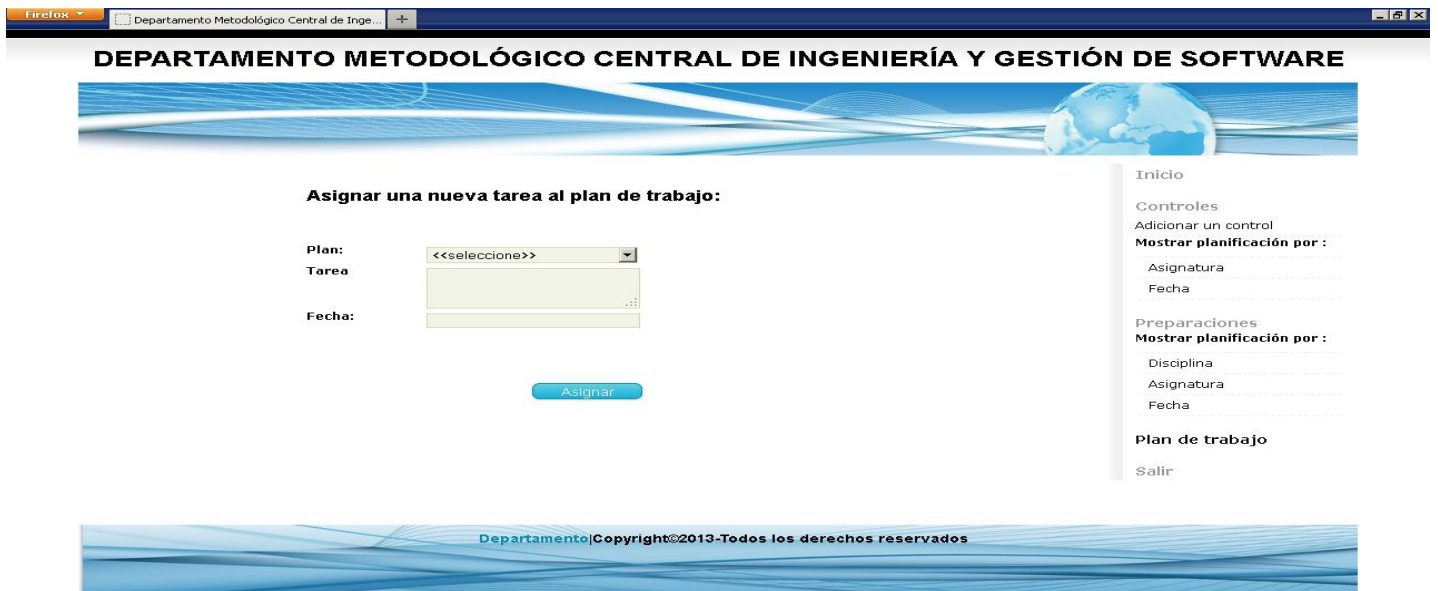 Firefox
Departamento Metodológico Central de Inge...
DEPARTAMENTO METODOLÓGICO CENTRAL DE INGENIERÍA Y GESTIÓN DE SOFTWARE
Asignar una nueva tarea al plan de trabajo:
Plan:
<<seleccione>>
Tarea
Fecha:
Asignar
Inicio
Controles
Adicionar un control
Mostrar planificación por :
Asignatura
Fecha
Preparaciones
Mostrar planificación por :
Disciplina
Asignatura
Fecha
Plan de trabajo
Salir
Departamento|Copyright©2013-Todos los derechos reservados